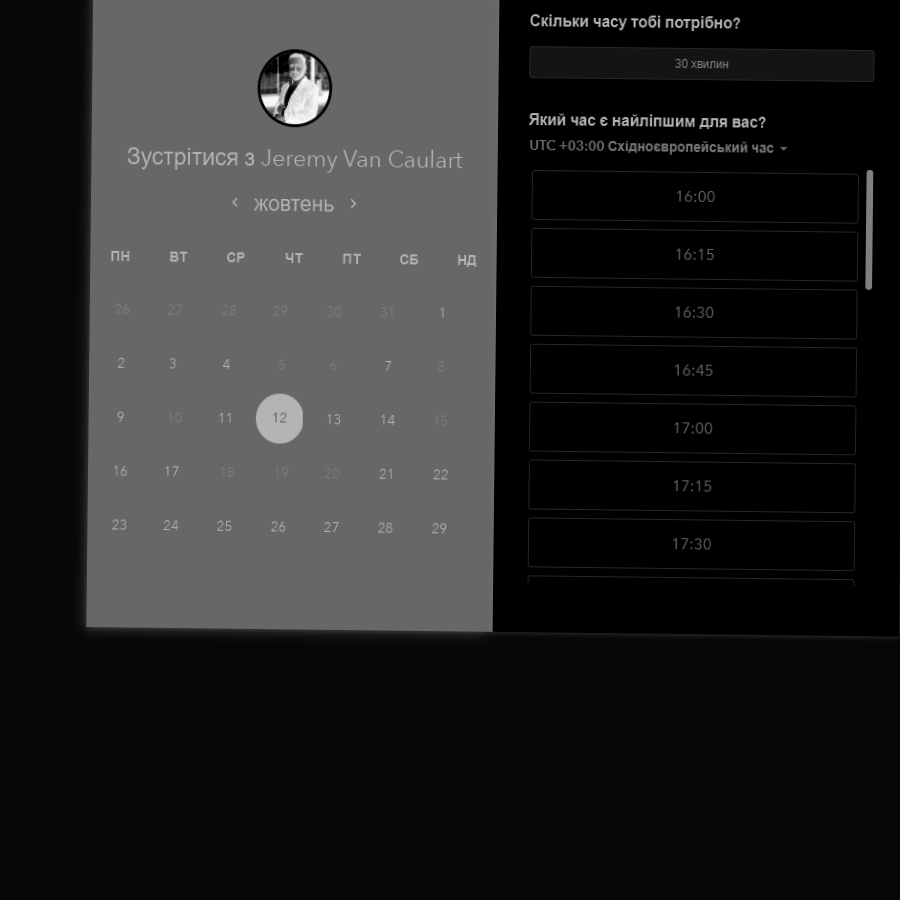 Зустрітися з Jeremy Van Caulart
жовтень
ПН ВТ СР ЧТ ПТ СБ НД
26 27 28 29 30 31 1
2 3 4 5 6 7 8
9 10 11 12 13 14 15
16 17 18 19 20 21 22
23 24 25 26 27 28 29
Скільки часу тобі потрібно?
30 хвилин
Який час є найліпшим для вас?
UTC +03:00 Східноєвропейський час
16:00
16:15
16:30
16:45
17:00
17:15
17:30